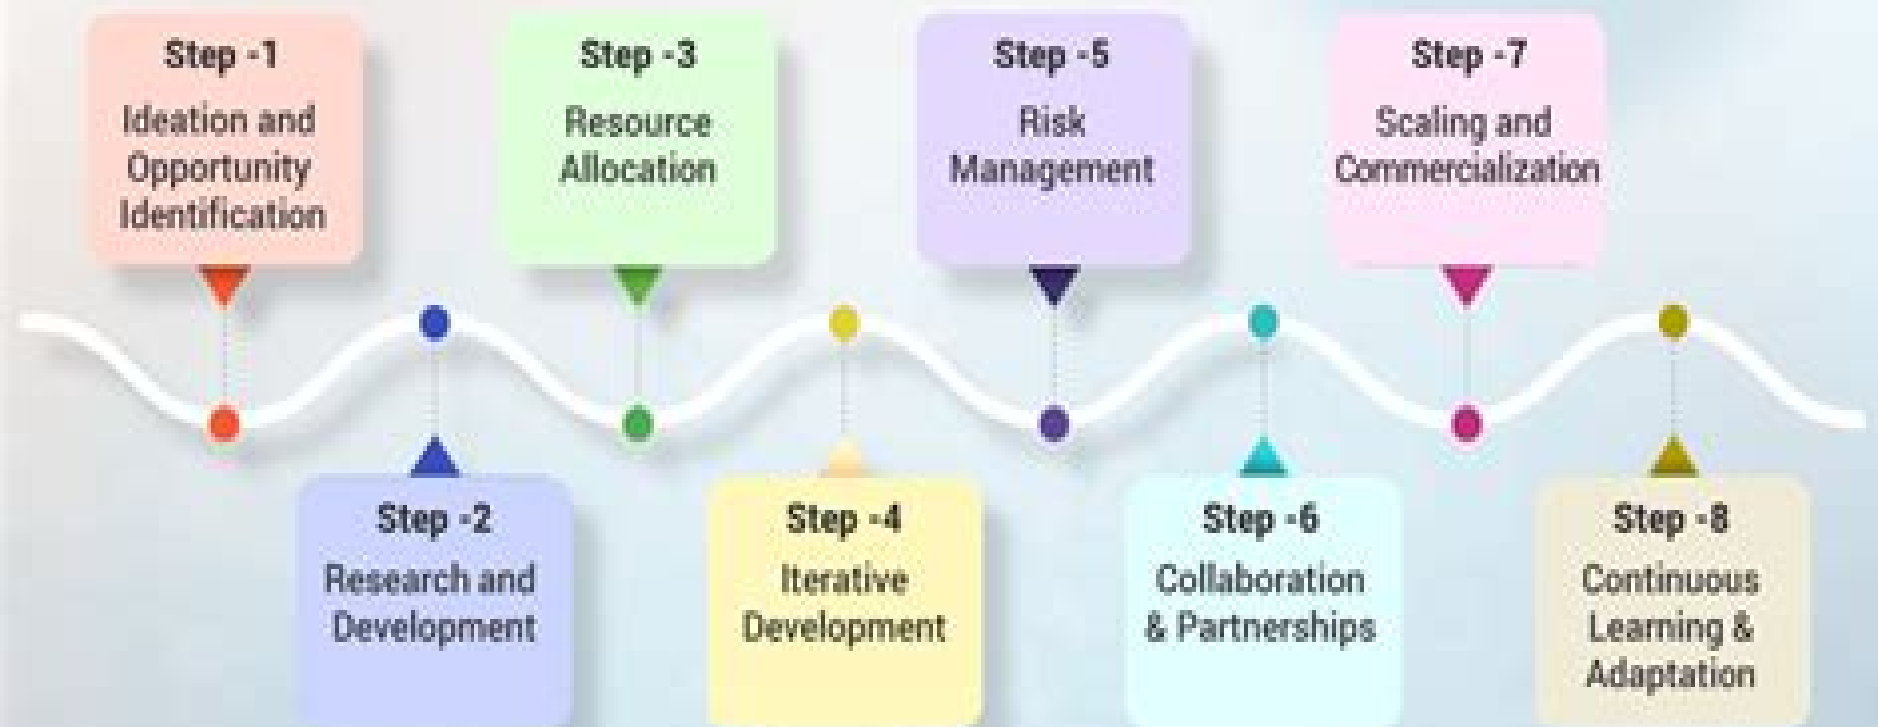 Step -1
Ideation and
Opportunity
Identification
Step -2
Research and
Development
Step -3
Resource
Allocation
Step -4
Iterative
Development
Step -5
Risk
Management
Step -6
Collaboration
& Partnerships
Step -7
Scaling and
Commercialization
Step -8
Continuous
Learning &
Adaptation